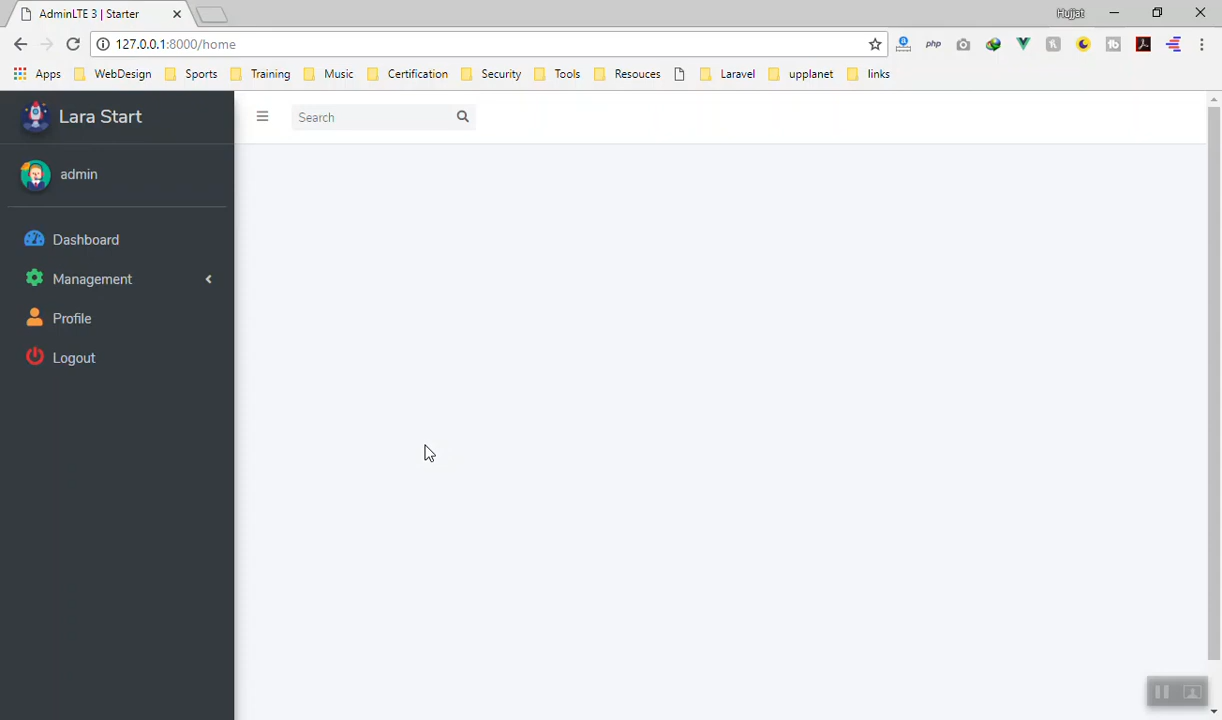 AdminLTE 3 | Starter
Hujjat
127.0.0.1:8000/home
php
Apps WebDesign Sports Training Music Certification Security Tools Resouces Laravel upplanet links
Lara Start
Search
admin
Dashboard
Management
Profile
Logout